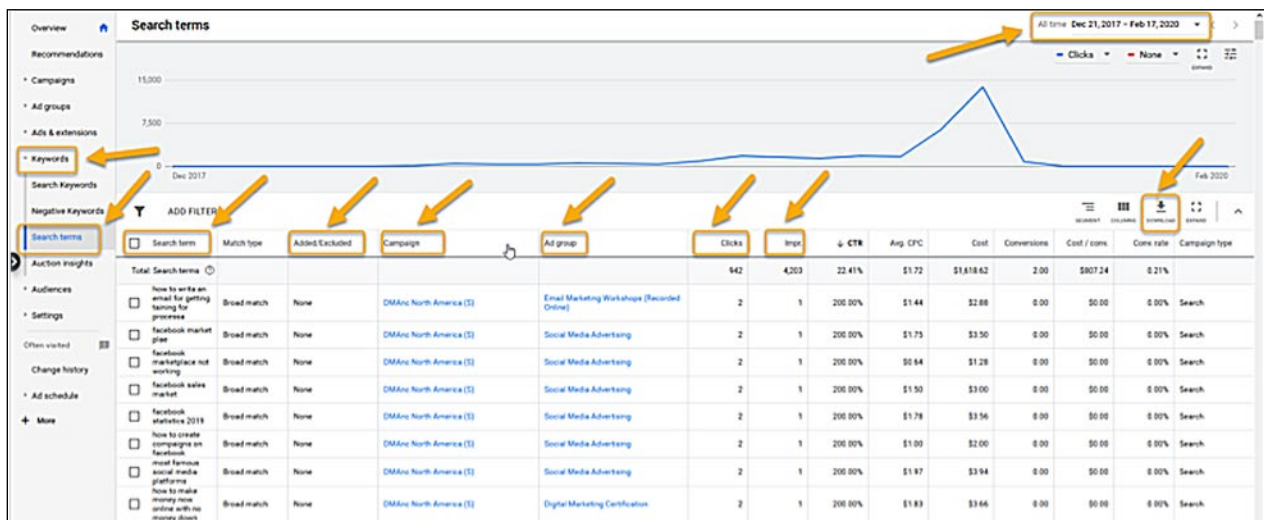 Overview
Recommendations
Campaigns
Ad groups
Ads & extensions
Keywords
Search Keywords
Negative Keywords
Search terms
Auction insights
Audiences
Settings
Often visited
Change history
Ad schedule
+ More
Search terms
All time Dec 21, 2017 – Feb 17, 2020
Clicks None
EXPAND
15,000
7,500
0
Dec 2017 Feb 2020
ADD FILTER
SEGMENT COLUMNS DOWNLOAD EXPAND
Search term Match type Added/Excluded Campaign Ad group Clicks Impr. ↓ CTR Avg. CPC Cost Conversions Cost / conv. Conv. rate Campaign type
Total: Search terms 942 4,203 22.41% $1.72 $1,618.62 2.00 $807.24 0.21%
how to write an
email for getting
taining for
processa
Broad match None DMAnc North America (S) Email Marketing Workshops (Recorded
Online)
2 1 200.00% $1.44 $2.88 0.00 $0.00 0.00% Search
facebook market
plae
Broad match None DMAnc North America (S) Social Media Advertising 2 1 200.00% $1.75 $3.50 0.00 $0.00 0.00% Search
facebook
marketplace not
working
Broad match None DMAnc North America (S) Social Media Advertising 2 1 200.00% $0.64 $1.28 0.00 $0.00 0.00% Search
facebook sales
market
Broad match None DMAnc North America (S) Social Media Advertising 2 1 200.00% $1.50 $3.00 0.00 $0.00 0.00% Search
facebook
statistics 2019
Broad match None DMAnc North America (S) Social Media Advertising 2 1 200.00% $1.78 $3.56 0.00 $0.00 0.00% Search
how to create
compaigns on
facebook
Broad match None DMAnc North America (S) Social Media Advertising 2 1 200.00% $1.00 $2.00 0.00 $0.00 0.00% Search
most famous
social media
platforms
Broad match None DMAnc North America (S) Social Media Advertising 2 1 200.00% $1.97 $3.94 0.00 $0.00 0.00% Search
how to make
money now
online with no
money down
Broad match None DMAnc North America (S) Digital Marketing Certification 2 1 200.00% $1.83 $3.66 0.00 $0.00 0.00% Search